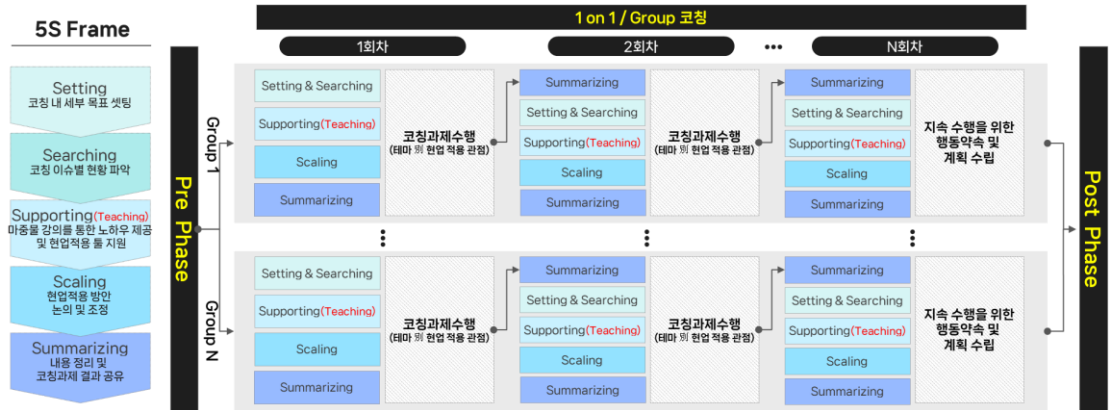 5S Frame
Setting
코칭 내 세부 목표 셋팅
Searching
코칭 이슈별 현황 파악
Supporting(Teaching)
마중물 강의를 통한 노하우 제공
및 현업적용 툴 지원
Scaling
현업적용 방안
논의 및 조정
Summarizing
내용 정리 및
코칭과제 결과 공유
Pre Phase
1 on 1 / Group 코칭
1회차
2회차
•••
N회차
Group 1
Setting & Searching
Supporting(Teaching)
Scaling
Summarizing
코칭과제수행
(테마 別 현업 적용 관점)
Summarizing
Setting & Searching
Supporting(Teaching)
Scaling
Summarizing
코칭과제수행
(테마 別 현업 적용 관점)
Summarizing
Setting & Searching
Supporting(Teaching)
Scaling
Summarizing
지속 수행을 위한
행동약속 및
계획 수립
Group N
Setting & Searching
Supporting(Teaching)
Scaling
Summarizing
코칭과제수행
(테마 別 현업 적용 관점)
Summarizing
Setting & Searching
Supporting(Teaching)
Scaling
Summarizing
코칭과제수행
(테마 別 현업 적용 관점)
Summarizing
Setting & Searching
Supporting(Teaching)
Scaling
Summarizing
지속 수행을 위한
행동약속 및
계획 수립
Post Phase